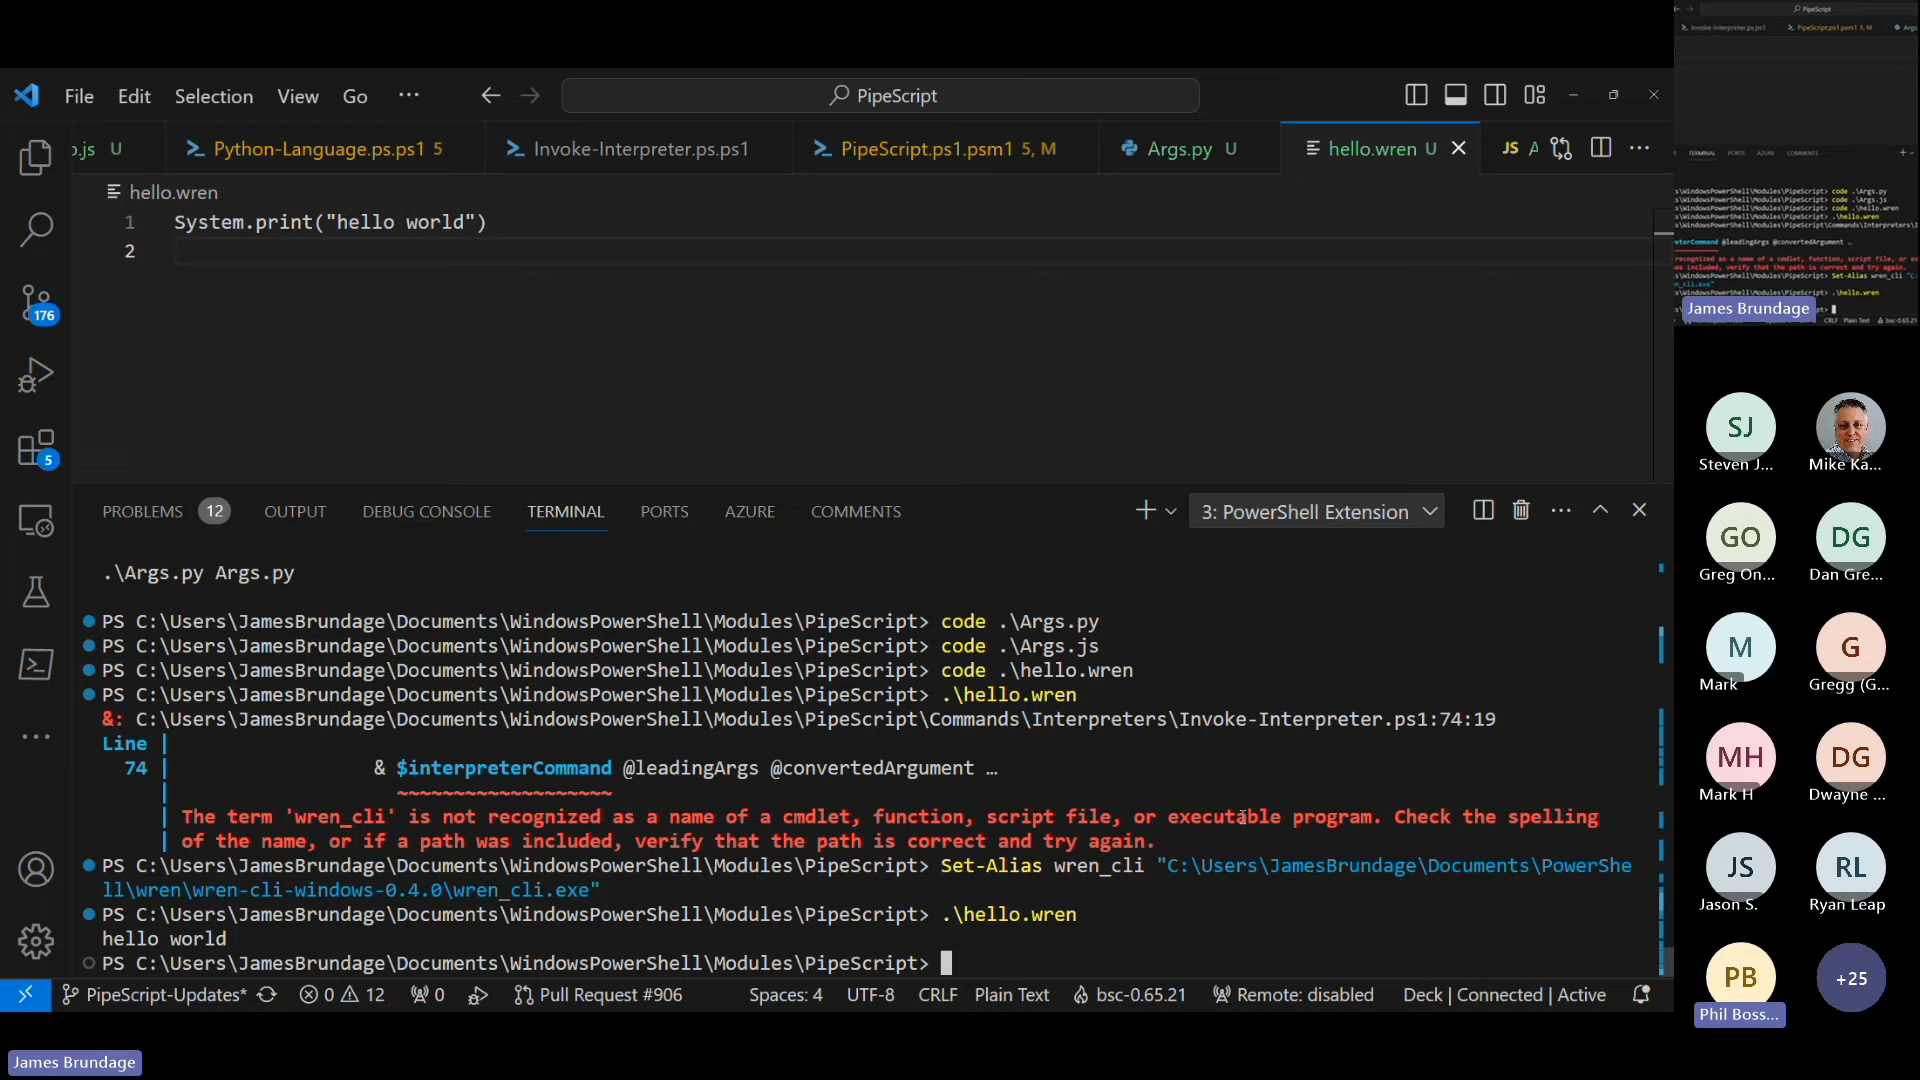 File Edit Selection View Go ...
PipeScript
o.js U
Python-Language.ps.ps1 5
Invoke-Interpreter.ps.ps1
PipeScript.ps1.psm1 5, M
Args.py U
hello.wren U
JS A
hello.wren
1 System.print("hello world")
2
176
5
PROBLEMS 12 OUTPUT DEBUG CONSOLE TERMINAL PORTS AZURE COMMENTS
3: PowerShell Extension
.\Args.py Args.py
PS C:\Users\JamesBrundage\Documents\WindowsPowerShell\Modules\PipeScript> code .\Args.py
PS C:\Users\JamesBrundage\Documents\WindowsPowerShell\Modules\PipeScript> code .\Args.js
PS C:\Users\JamesBrundage\Documents\WindowsPowerShell\Modules\PipeScript> code .\hello.wren
PS C:\Users\JamesBrundage\Documents\WindowsPowerShell\Modules\PipeScript> .\hello.wren
&: C:\Users\JamesBrundage\Documents\WindowsPowerShell\Modules\PipeScript\Commands\Interpreters\Invoke-Interpreter.ps1:74:19
Line |
74 | & $interpreterCommand @leadingArgs @convertedArgument …
| ~~~~~~~~~~~~~~~~~~~
| The term 'wren_cli' is not recognized as a name of a cmdlet, function, script file, or executable program. Check the spelling
| of the name, or if a path was included, verify that the path is correct and try again.
PS C:\Users\JamesBrundage\Documents\WindowsPowerShell\Modules\PipeScript> Set-Alias wren_cli "C:\Users\JamesBrundage\Documents\PowerShe
ll\wren\wren-cli-windows-0.4.0\wren_cli.exe"
PS C:\Users\JamesBrundage\Documents\WindowsPowerShell\Modules\PipeScript> .\hello.wren
hello world
PS C:\Users\JamesBrundage\Documents\WindowsPowerShell\Modules\PipeScript>
PipeScript-Updates* 0 12 0 Pull Request #906 Spaces: 4 UTF-8 CRLF Plain Text bsc-0.65.21 Remote: disabled Deck | Connected | Active
James Brundage
James Brundage
SJ
Steven J... Mike Ka...
GO DG
Greg On... Dan Gre...
M G
Mark Gregg (G...
MH DG
Mark H Dwayne ...
JS RL
Jason S. Ryan Leap
PB +25
Phil Boss...